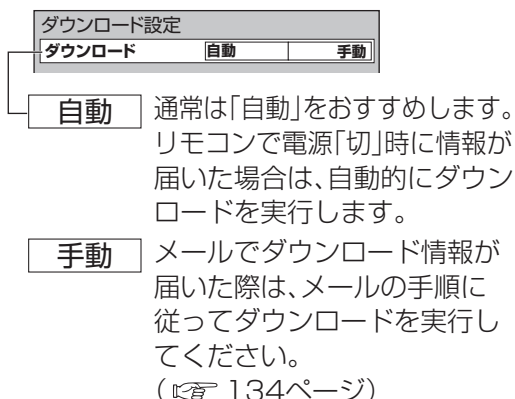 ダウンロード設定
ダウンロード 自動 手動
自動 通常は「自動」をおすすめします。
リモコンで電源「切」時に情報が
届いた場合は、自動的にダウン
ロードを実行します。
手動 メールでダウンロード情報が
届いた際は、メールの手順に
従ってダウンロードを実行し
てください。
(☞ 134ページ)